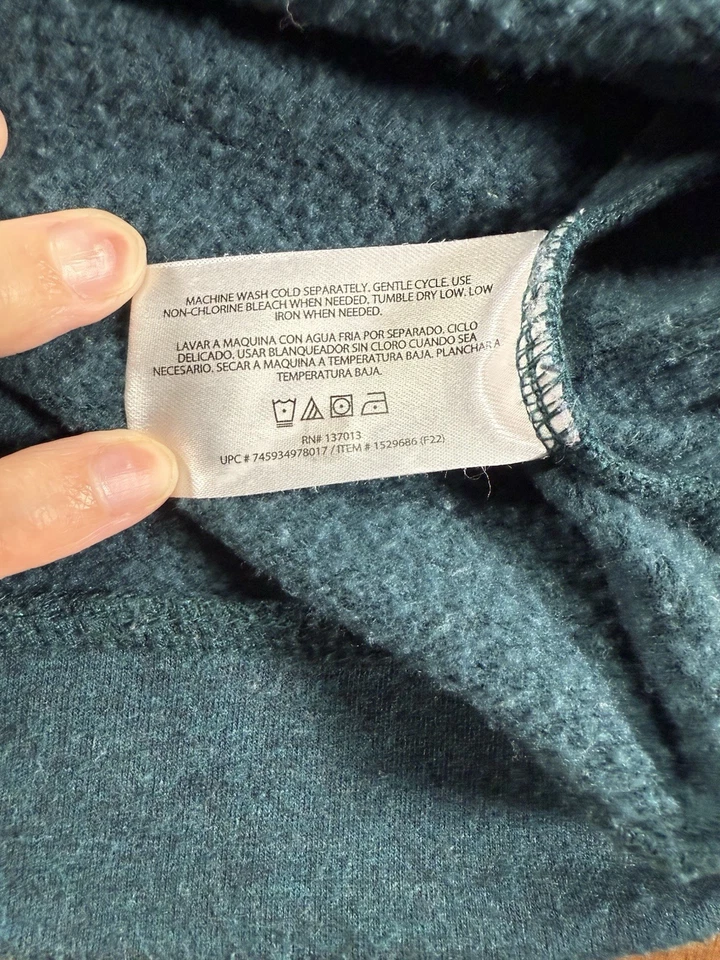 MACHINE WASH COLD SEPARATELY. GENTLE CYCLE. USE
NON-CHLORINE BLEACH WHEN NEEDED. TUMBLE DRY LOW. LOW
IRON WHEN NEEDED.
LAVAR A MAQUINA CON AGUA FRIA POR SEPARADO. CICLO
DELICADO. USAR BLANQUEADOR SIN CLORO CUANDO SEA
NECESARIO. SECAR A MAQUINA A TEMPERATURA BAJA. PLANCHAR A
TEMPERATURA BAJA.
RN# 137013
UPC # 745934978017 / ITEM # 1529686 (F22)